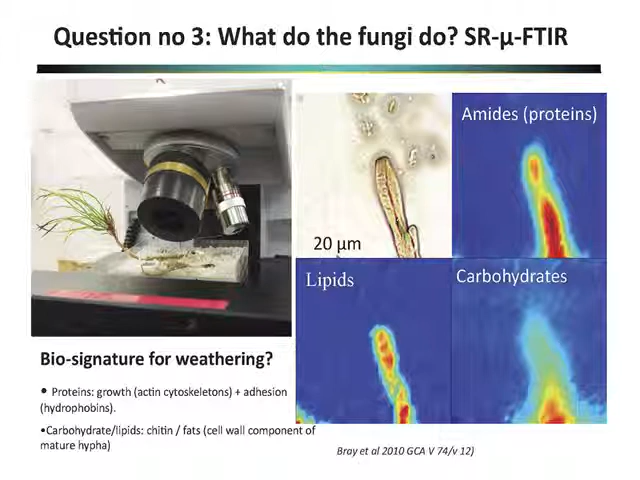 Question no 3: What do the fungi do? SR-μ-FTIR
Amides (proteins)
20 μm
Lipids
Carbohydrates
Bio-signature for weathering?
• Proteins: growth (actin cytoskeletons) + adhesion
(hydrophobins).
•Carbohydrate/lipids: chitin / fats (cell wall component of
mature hypha)
Bray et al 2010 GCA V 74/v 12)